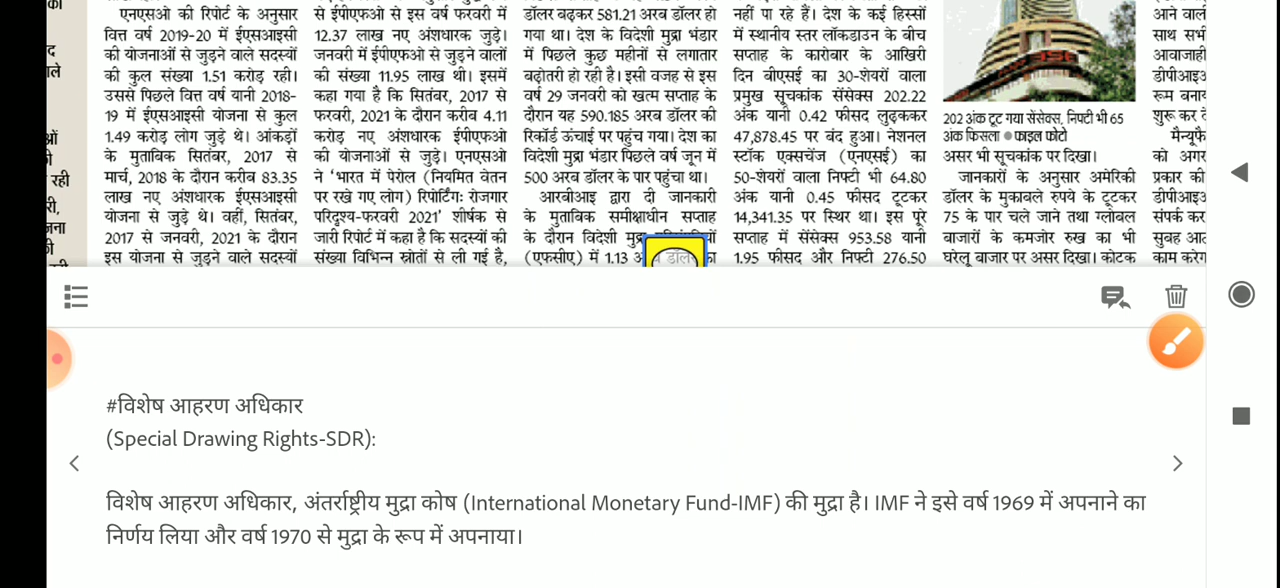 एनएसओ की रिपोर्ट के अनुसार
वित्त वर्ष 2019-20 में ईएसआइसी
की योजनाओं से जुड़ने वाले सदस्यों
की कुल संख्या 1.51 करोड़ रही।
उससे पिछले वित्त वर्ष यानी 2018-
19 में ईएसआइसी योजना से कुल
1.49 करोड़ लोग जुड़े थे। आंकड़ों
के मुताबिक सितंबर, 2017 से
मार्च, 2018 के दौरान करीब 83.35
लाख नए अंशधारक ईएसआइसी
योजना से जुड़े थे। वहीं, सितंबर,
2017 से जनवरी, 2021 के दौरान
इस योजना से जुड़ने वाले सदस्यों
से ईपीएफओ से इस वर्ष फरवरी में
12.37 लाख नए अंशधारक जुड़े।
जनवरी में ईपीएफओ से जुड़ने वालों
की संख्या 11.95 लाख थी। इसमें
कहा गया है कि सितंबर, 2017 से
फरवरी, 2021 के दौरान करीब 4.11
करोड़ नए अंशधारक ईपीएफओ
की योजनाओं से जुड़े। एनएसओ
ने 'भारत में पेरोल (नियमित वेतन
पर रखे गए लोग) रिपोर्टिंगः रोजगार
परिदृश्य-फरवरी 2021' शीर्षक से
जारी रिपोर्ट में कहा है कि सदस्यों की
संख्या विभिन्न स्रोतों से ली गई है,
डॉलर बढ़कर 581.21 अरब डॉलर हो
गया था। देश के विदेशी मुद्रा भंडार
में पिछले कुछ महीनों से लगातार
बढ़ोतरी हो रही है। इसी वजह से इस
वर्ष 29 जनवरी को खत्म सप्ताह के
दौरान यह 590.185 अरब डॉलर की
रिकॉर्ड ऊंचाई पर पहुंच गया। देश का
विदेशी मुद्रा भंडार पिछले वर्ष जून में
500 अरब डॉलर के पार पहुंचा था।
आरबीआइ द्वारा दी जानकारी
के मुताबिक समीक्षाधीन सप्ताह
के दौरान विदेशी मुद्रा
(एफसीए) में 1.13
नहीं पा रहे हैं। देश के कई हिस्सों
में स्थानीय स्तर लॉकडाउन के बीच
सप्ताह के कारोबार के आखिरी
दिन बीएसई का 30-शेयरों वाला
प्रमुख सूचकांक सेंसेक्स 202.22
अंक यानी 0.42 फीसद लुढ़ककर
47,878.45 पर बंद हुआ। नेशनल
स्टॉक एक्सचेंज (एनएसई) का
50-शेयरों वाला निफ्टी भी 64.80
अंक यानी 0.45 फीसद टूटकर
14,341.35 पर स्थिर था। इस पूरे
सप्ताह में सेंसेक्स 953.58 यानी
1.95 फीसद और निफ्टी 276.50
202 अंक टूट गया सेंसेक्स, निफ्टी भी 65
अंक फिसला ● फाइल फोटो
असर भी सूचकांक पर दिखा।
जानकारों के अनुसार अमेरिकी
डॉलर के मुकाबले रुपये के टूटकर
75 के पार चले जाने तथा ग्लोबल
बाजारों के कमजोर रुख का भी
घरेलू बाजार पर असर दिखा। कोटक
साथ सभी
को अगर
प्रकार की
काम करेग
#विशेष आहरण अधिकार
(Special Drawing Rights-SDR):
विशेष आहरण अधिकार, अंतर्राष्ट्रीय मुद्रा कोष (International Monetary Fund-IMF) की मुद्रा है। IMF ने इसे वर्ष 1969 में अपनाने का
निर्णय लिया और वर्ष 1970 से मुद्रा के रूप में अपनाया।